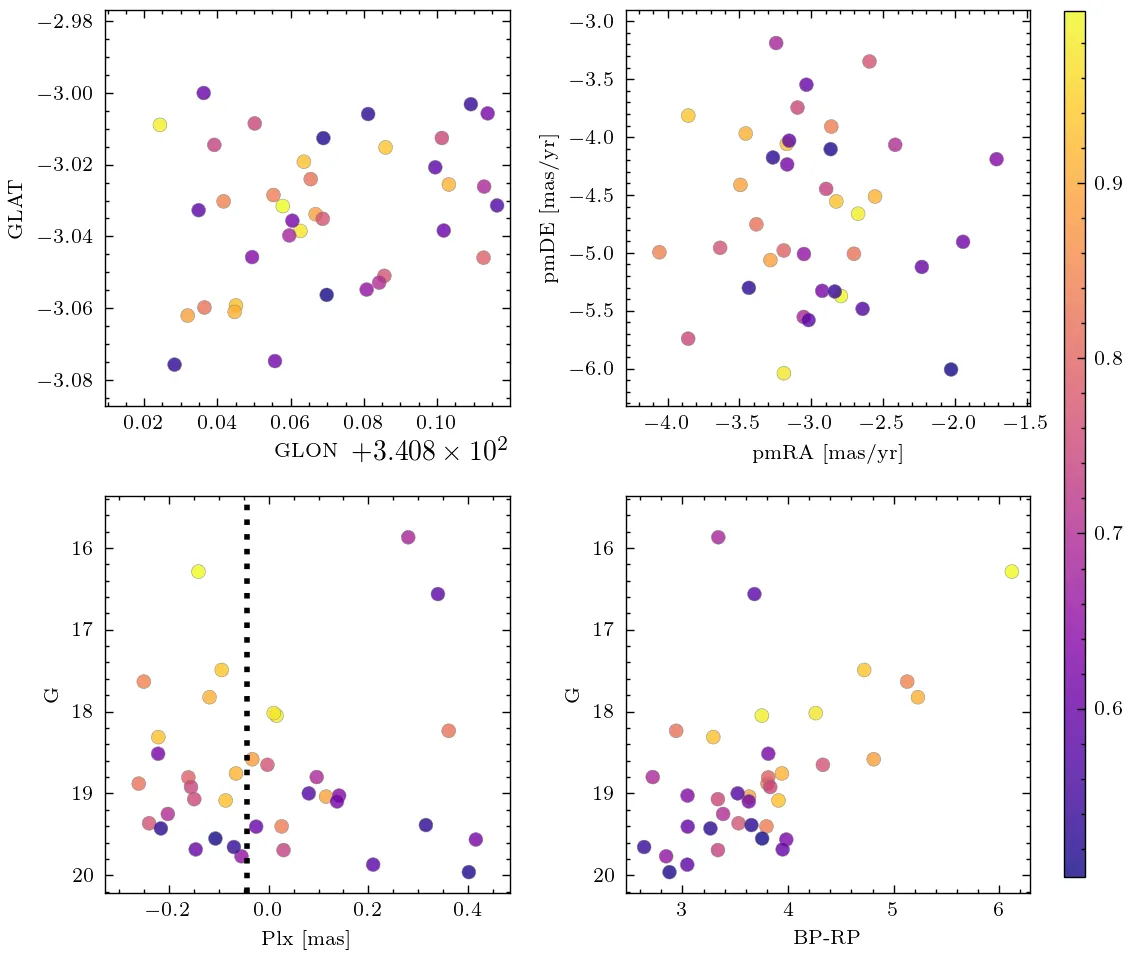 −2.98
−3.00
−3.02
−3.04
−3.06
−3.08
GLAT
0.02 0.04 0.06 0.08 0.10
GLON +3.408 × 10²
−3.0
−3.5
−4.0
−4.5
−5.0
−5.5
−6.0
pmDE [mas/yr]
−4.0 −3.5 −3.0 −2.5 −2.0 −1.5
pmRA [mas/yr]
0.9
0.8
0.7
0.6
16
17
18
19
20
G
−0.2 0.0 0.2 0.4
Plx [mas]
16
17
18
19
20
G
3 4 5 6
BP-RP